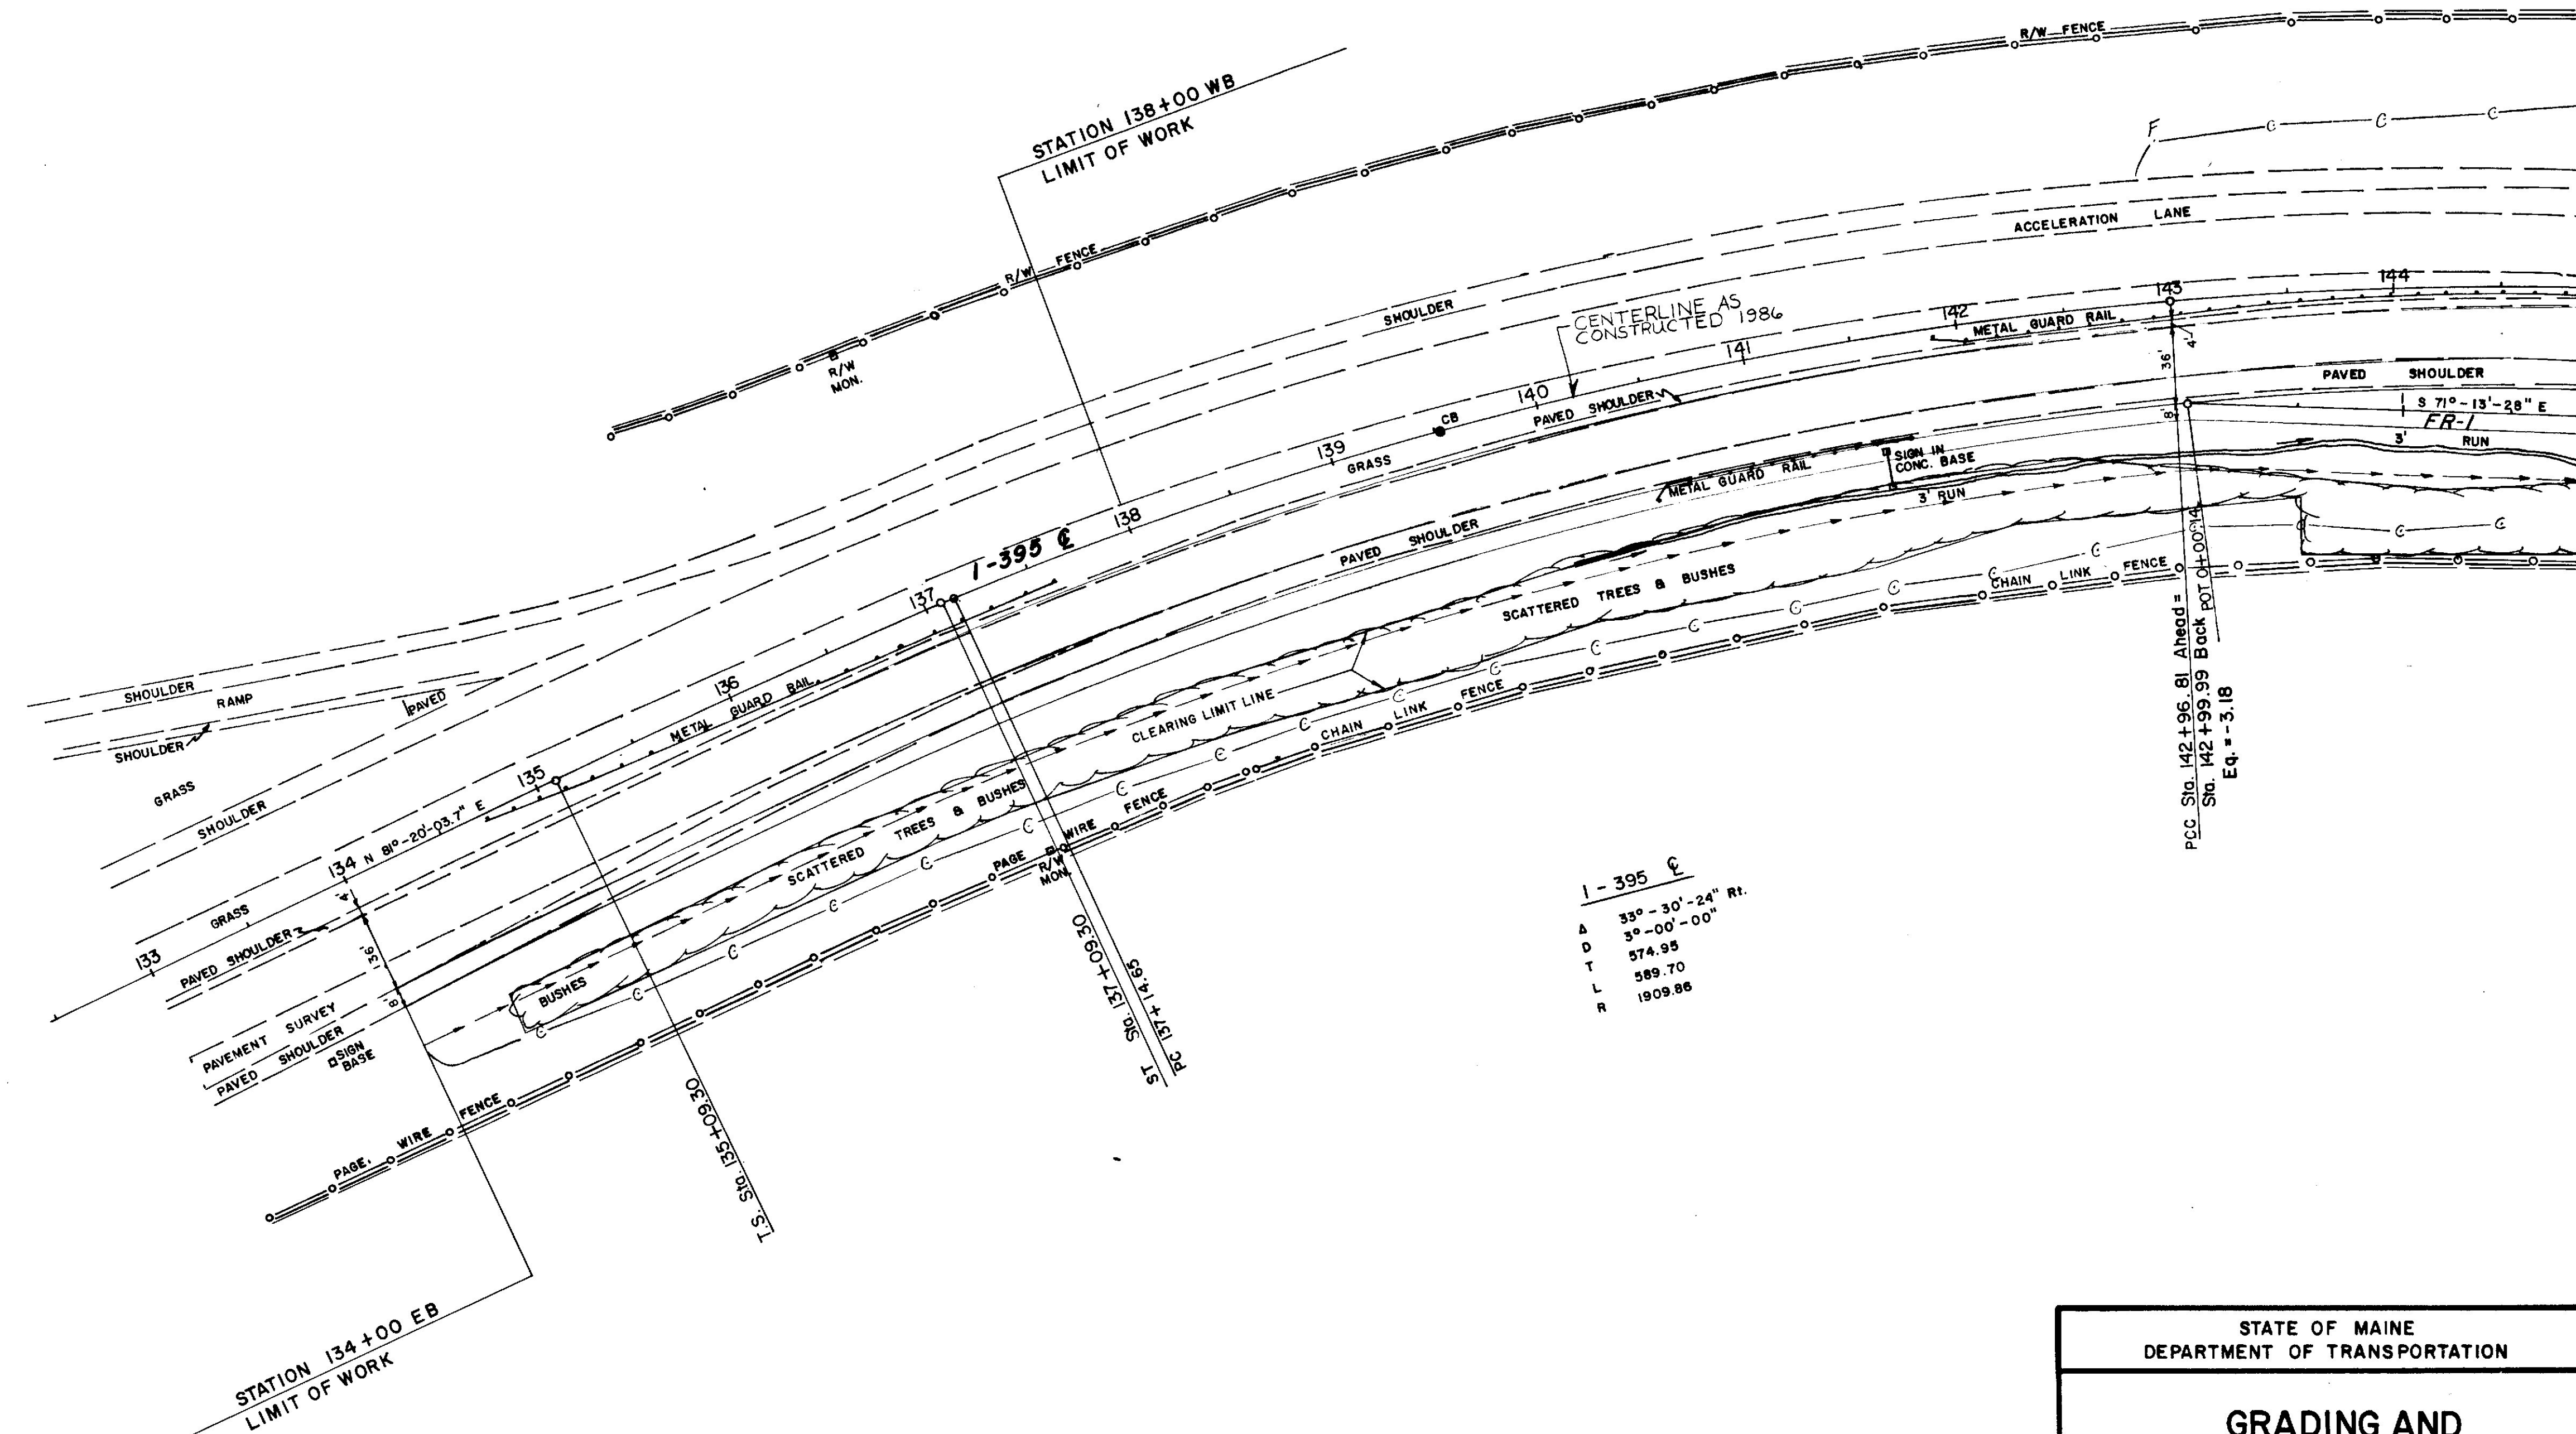 R/W FENCE
STATION 138+00 WB
LIMIT OF WORK
F
C C C
ACCELERATION LANE
R/W FENCE
R/W
MON.
SHOULDER
CENTERLINE AS
CONSTRUCTED 1986
133
134
135
136
137
138
139
140
141
142
143
144
METAL GUARD RAIL
4'
36'
8'
PAVED SHOULDER
S 71°-13'-28" E
FR-1
3' RUN
CB
PAVED SHOULDER
GRASS
I-395 ℄
METAL GUARD RAIL
SIGN IN
CONC. BASE
3' RUN
PAVED SHOULDER
SCATTERED TREES & BUSHES
C C C C C C C C C C C C C C C C C
CHAIN LINK FENCE
SHOULDER
RAMP
PAVED
SHOULDER
GRASS
SHOULDER
METAL GUARD RAIL
CLEARING LIMIT LINE
CHAIN LINK FENCE
N 81°-20'-03.7" E
GRASS
PAVED SHOULDER
4'
36'
8'
SCATTERED TREES & BUSHES
PAGE WIRE FENCE
R/W
MON.
BUSHES
PAVEMENT SURVEY
PAVED SHOULDER
SIGN
BASE
PAGE WIRE FENCE
T.S. Sta. 135+09.30
ST Sta. 137+09.30
PC 137+14.65
PCC Sta. 142+96.81 Ahead =
Sta. 142+99.99 Back POT 0+00.14
Eq. = -3.18
I-395 ℄
Δ 33°-30'-24" Rt.
D 3°-00'-00"
T 574.95
L 589.70
R 1909.86
STATION 134+00 EB
LIMIT OF WORK
STATE OF MAINE
DEPARTMENT OF TRANSPORTATION
GRADING AND